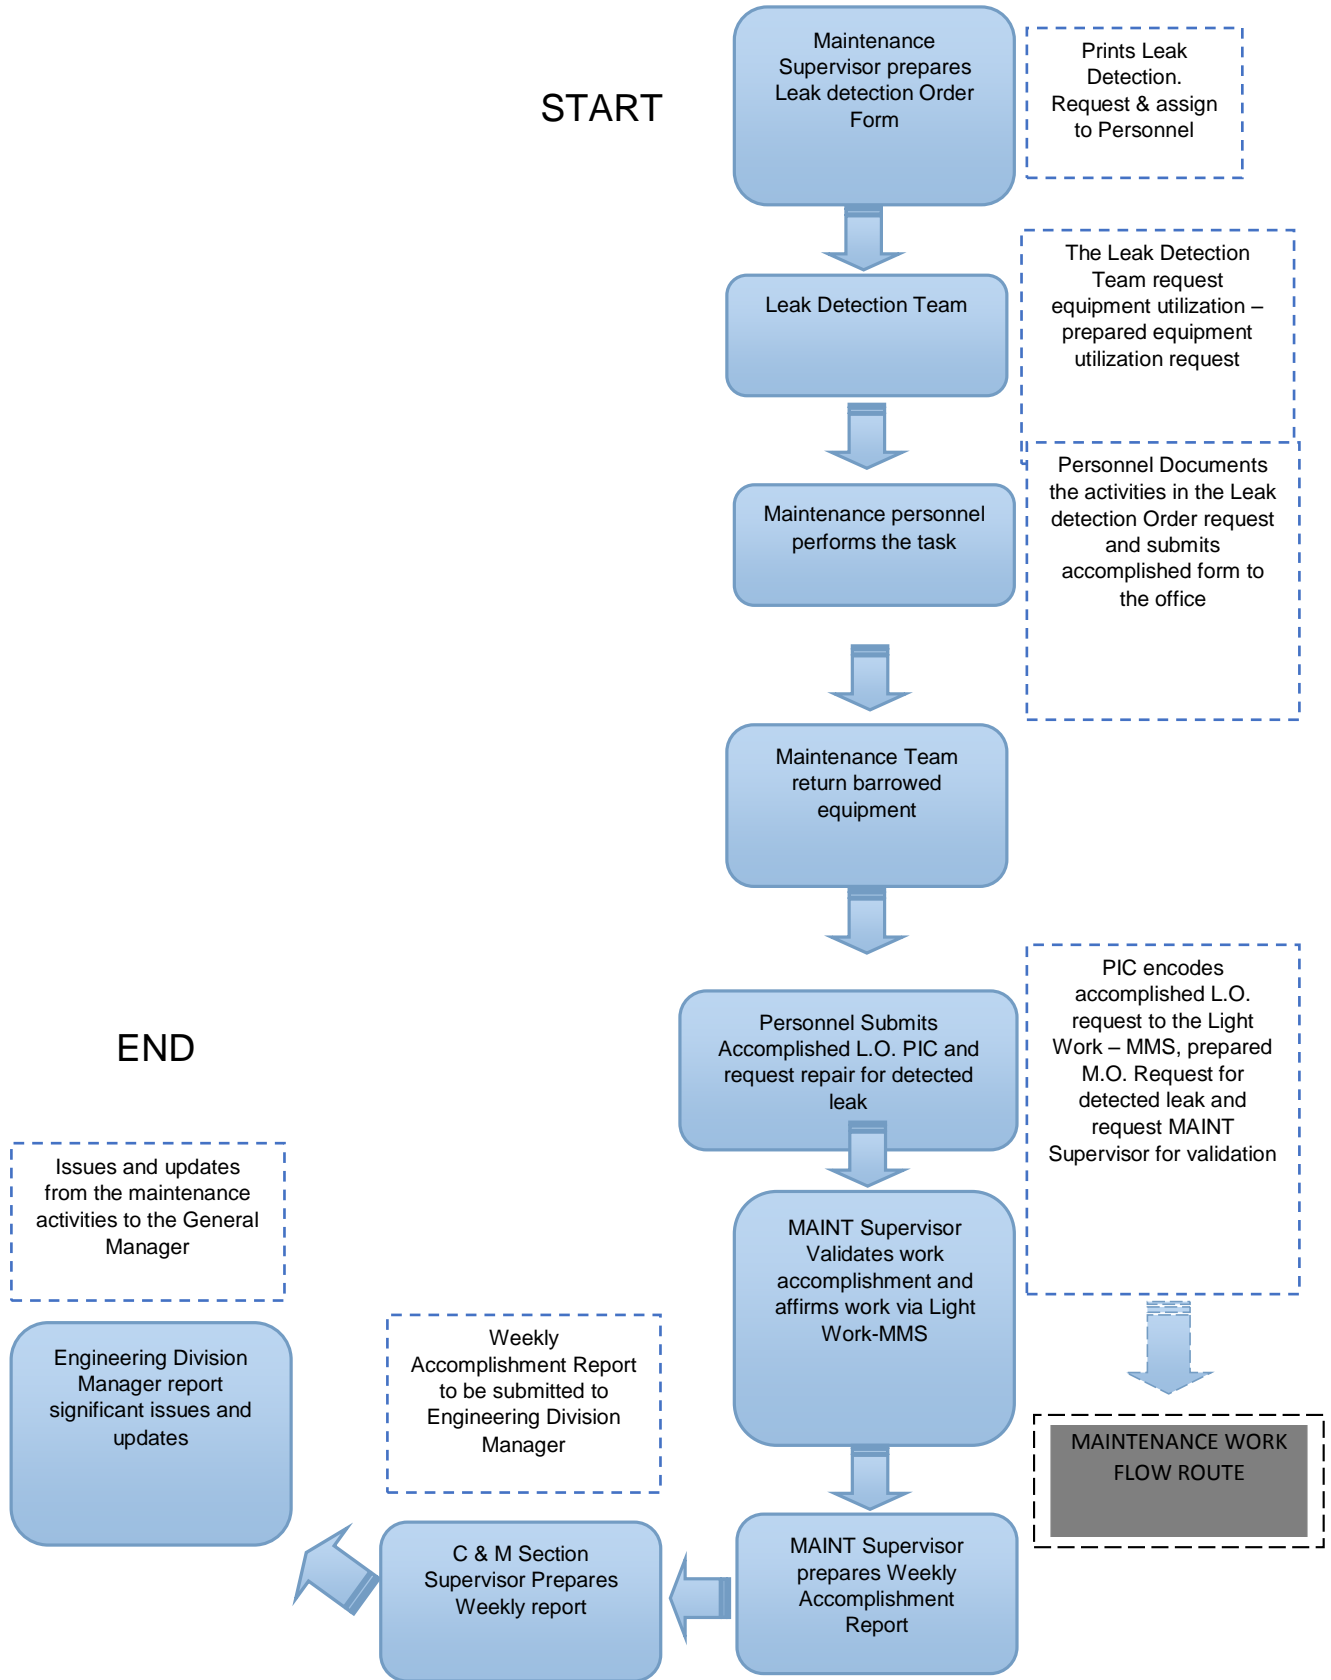 START
Maintenance
Supervisor prepares
Leak detection Order
Form
Prints Leak
Detection.
Request & assign
to Personnel
Leak Detection Team
The Leak Detection
Team request
equipment utilization –
prepared equipment
utilization request
Maintenance personnel
performs the task
Personnel Documents
the activities in the Leak
detection Order request
and submits
accomplished form to
the office
Maintenance Team
return barrowed
equipment
Personnel Submits
Accomplished L.O. PIC and
request repair for detected
leak
PIC encodes
accomplished L.O.
request to the Light
Work – MMS, prepared
M.O. Request for
detected leak and
request MAINT
Supervisor for validation
MAINT Supervisor
Validates work
accomplishment and
affirms work via Light
Work-MMS
MAINTENANCE WORK
FLOW ROUTE
MAINT Supervisor
prepares Weekly
Accomplishment
Report
Weekly
Accomplishment Report
to be submitted to
Engineering Division
Manager
C & M Section
Supervisor Prepares
Weekly report
END
Issues and updates
from the maintenance
activities to the General
Manager
Engineering Division
Manager report
significant issues and
updates